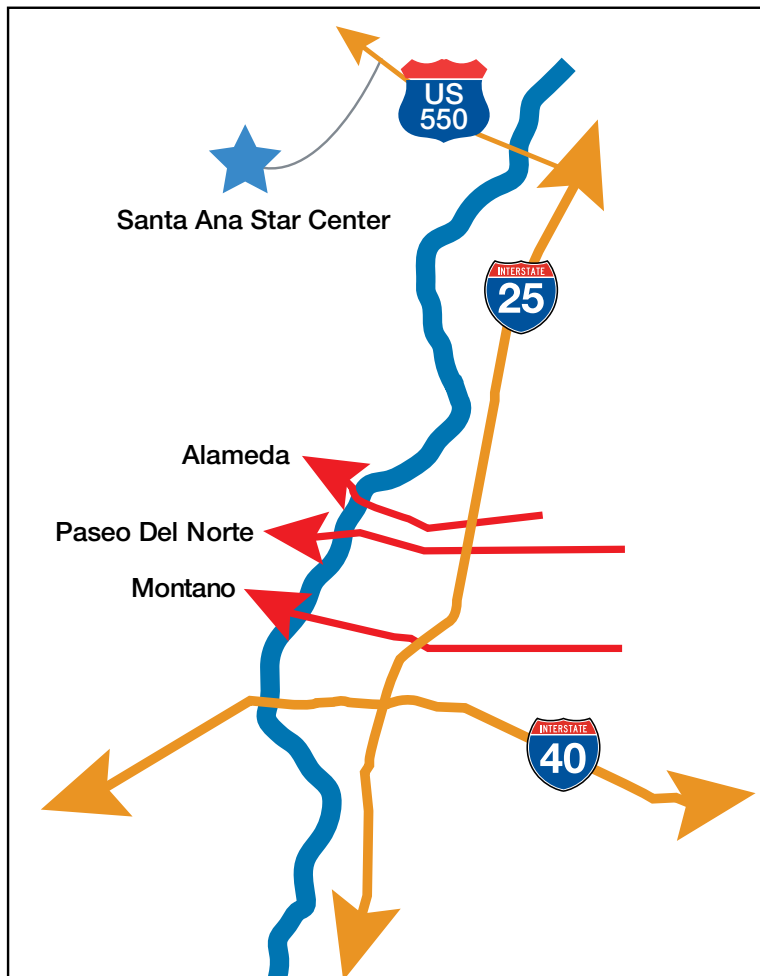 US
550
Santa Ana Star Center
INTERSTATE
25
Alameda
Paseo Del Norte
Montano
INTERSTATE
40